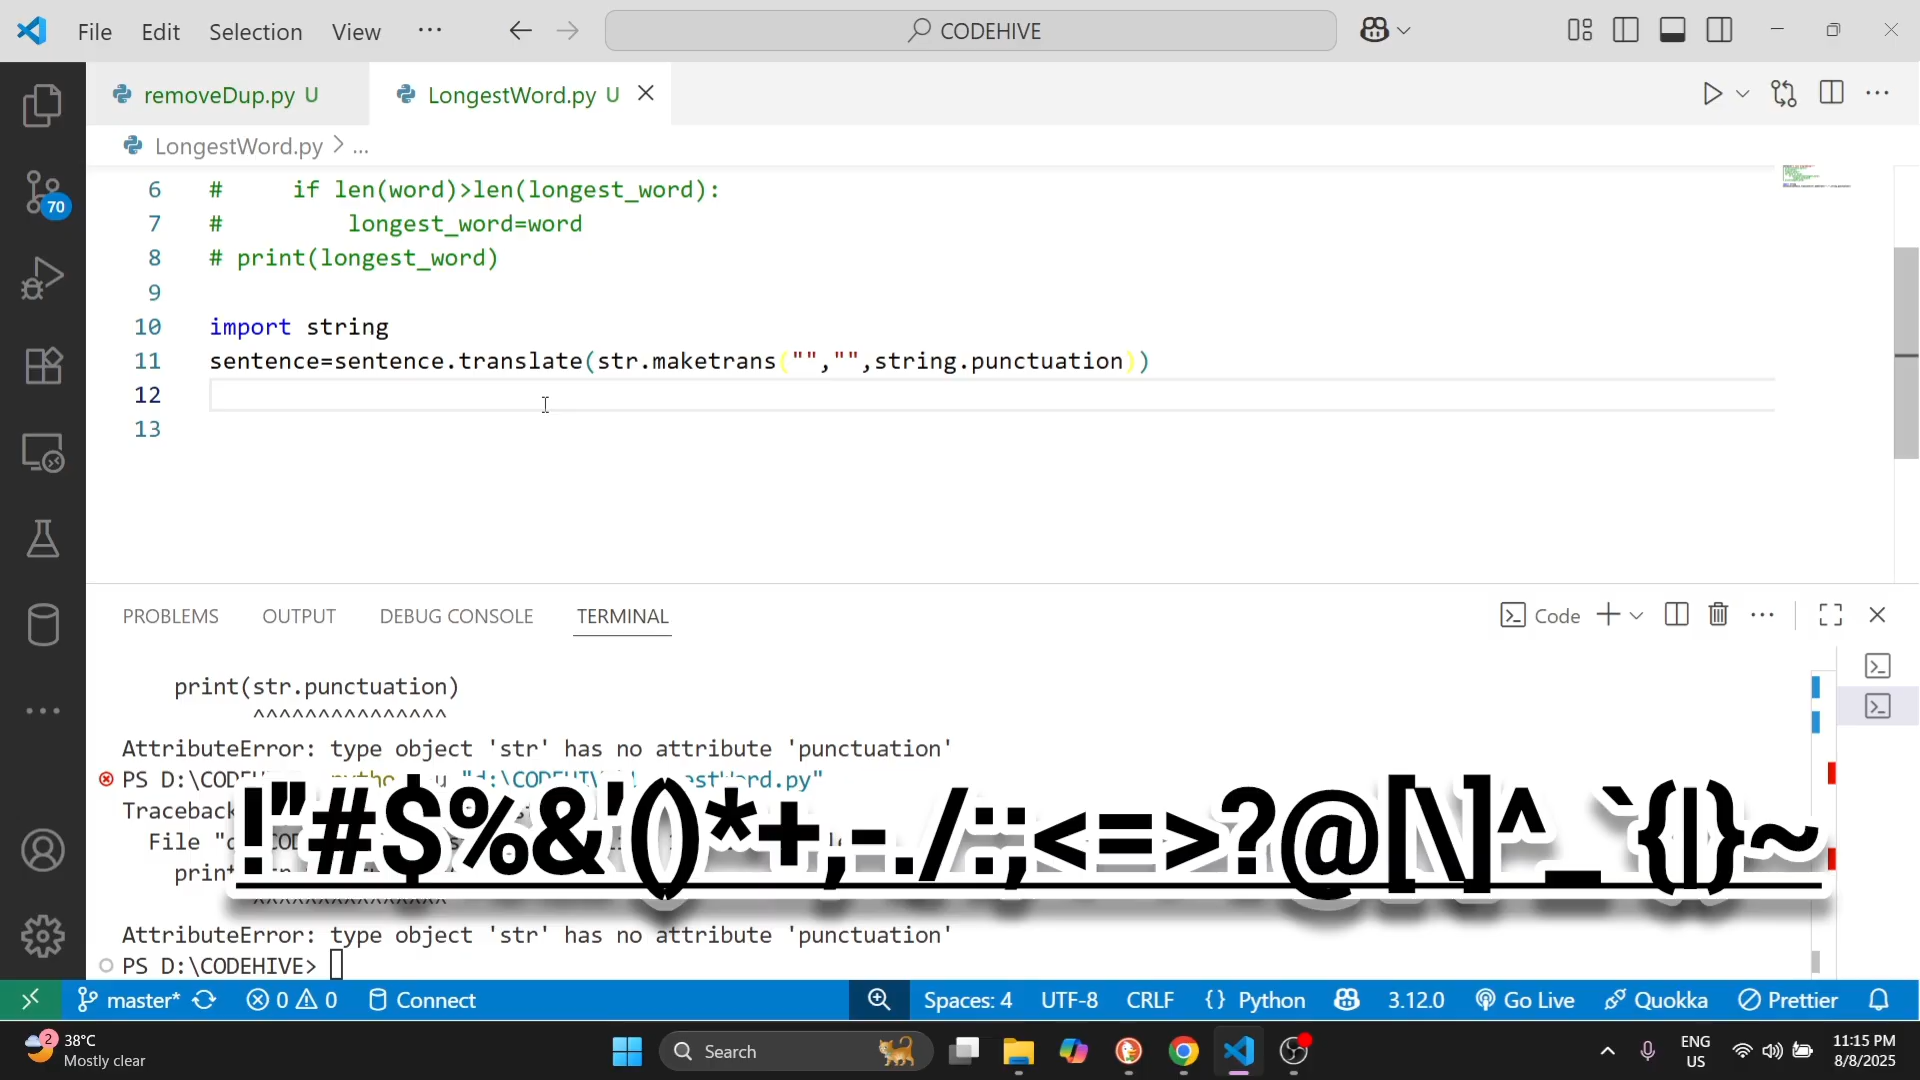 File Edit Selection View ... CODEHIVE
removeDup.py U LongestWord.py U
LongestWord.py > ...
6 # if len(word)>len(longest_word):
7 # longest_word=word
8 # print(longest_word)
9
10 import string
11 sentence=sentence.translate(str.maketrans("","",string.punctuation))
12
13
PROBLEMS OUTPUT DEBUG CONSOLE TERMINAL Code
print(str.punctuation)
^^^^^^^^^^^^^^^
AttributeError: type object 'str' has no attribute 'punctuation'
Traceback
!"#$%&'()*+,-./:;<=>?@[\]^_`{|}~
AttributeError: type object 'str' has no attribute 'punctuation'
PS D:\CODEHIVE>
70
master* 0 0 Connect Spaces: 4 UTF-8 CRLF {} Python 3.12.0 Go Live Quokka Prettier
2 38°C
Mostly clear
Search
ENG
US
11:15 PM
8/8/2025